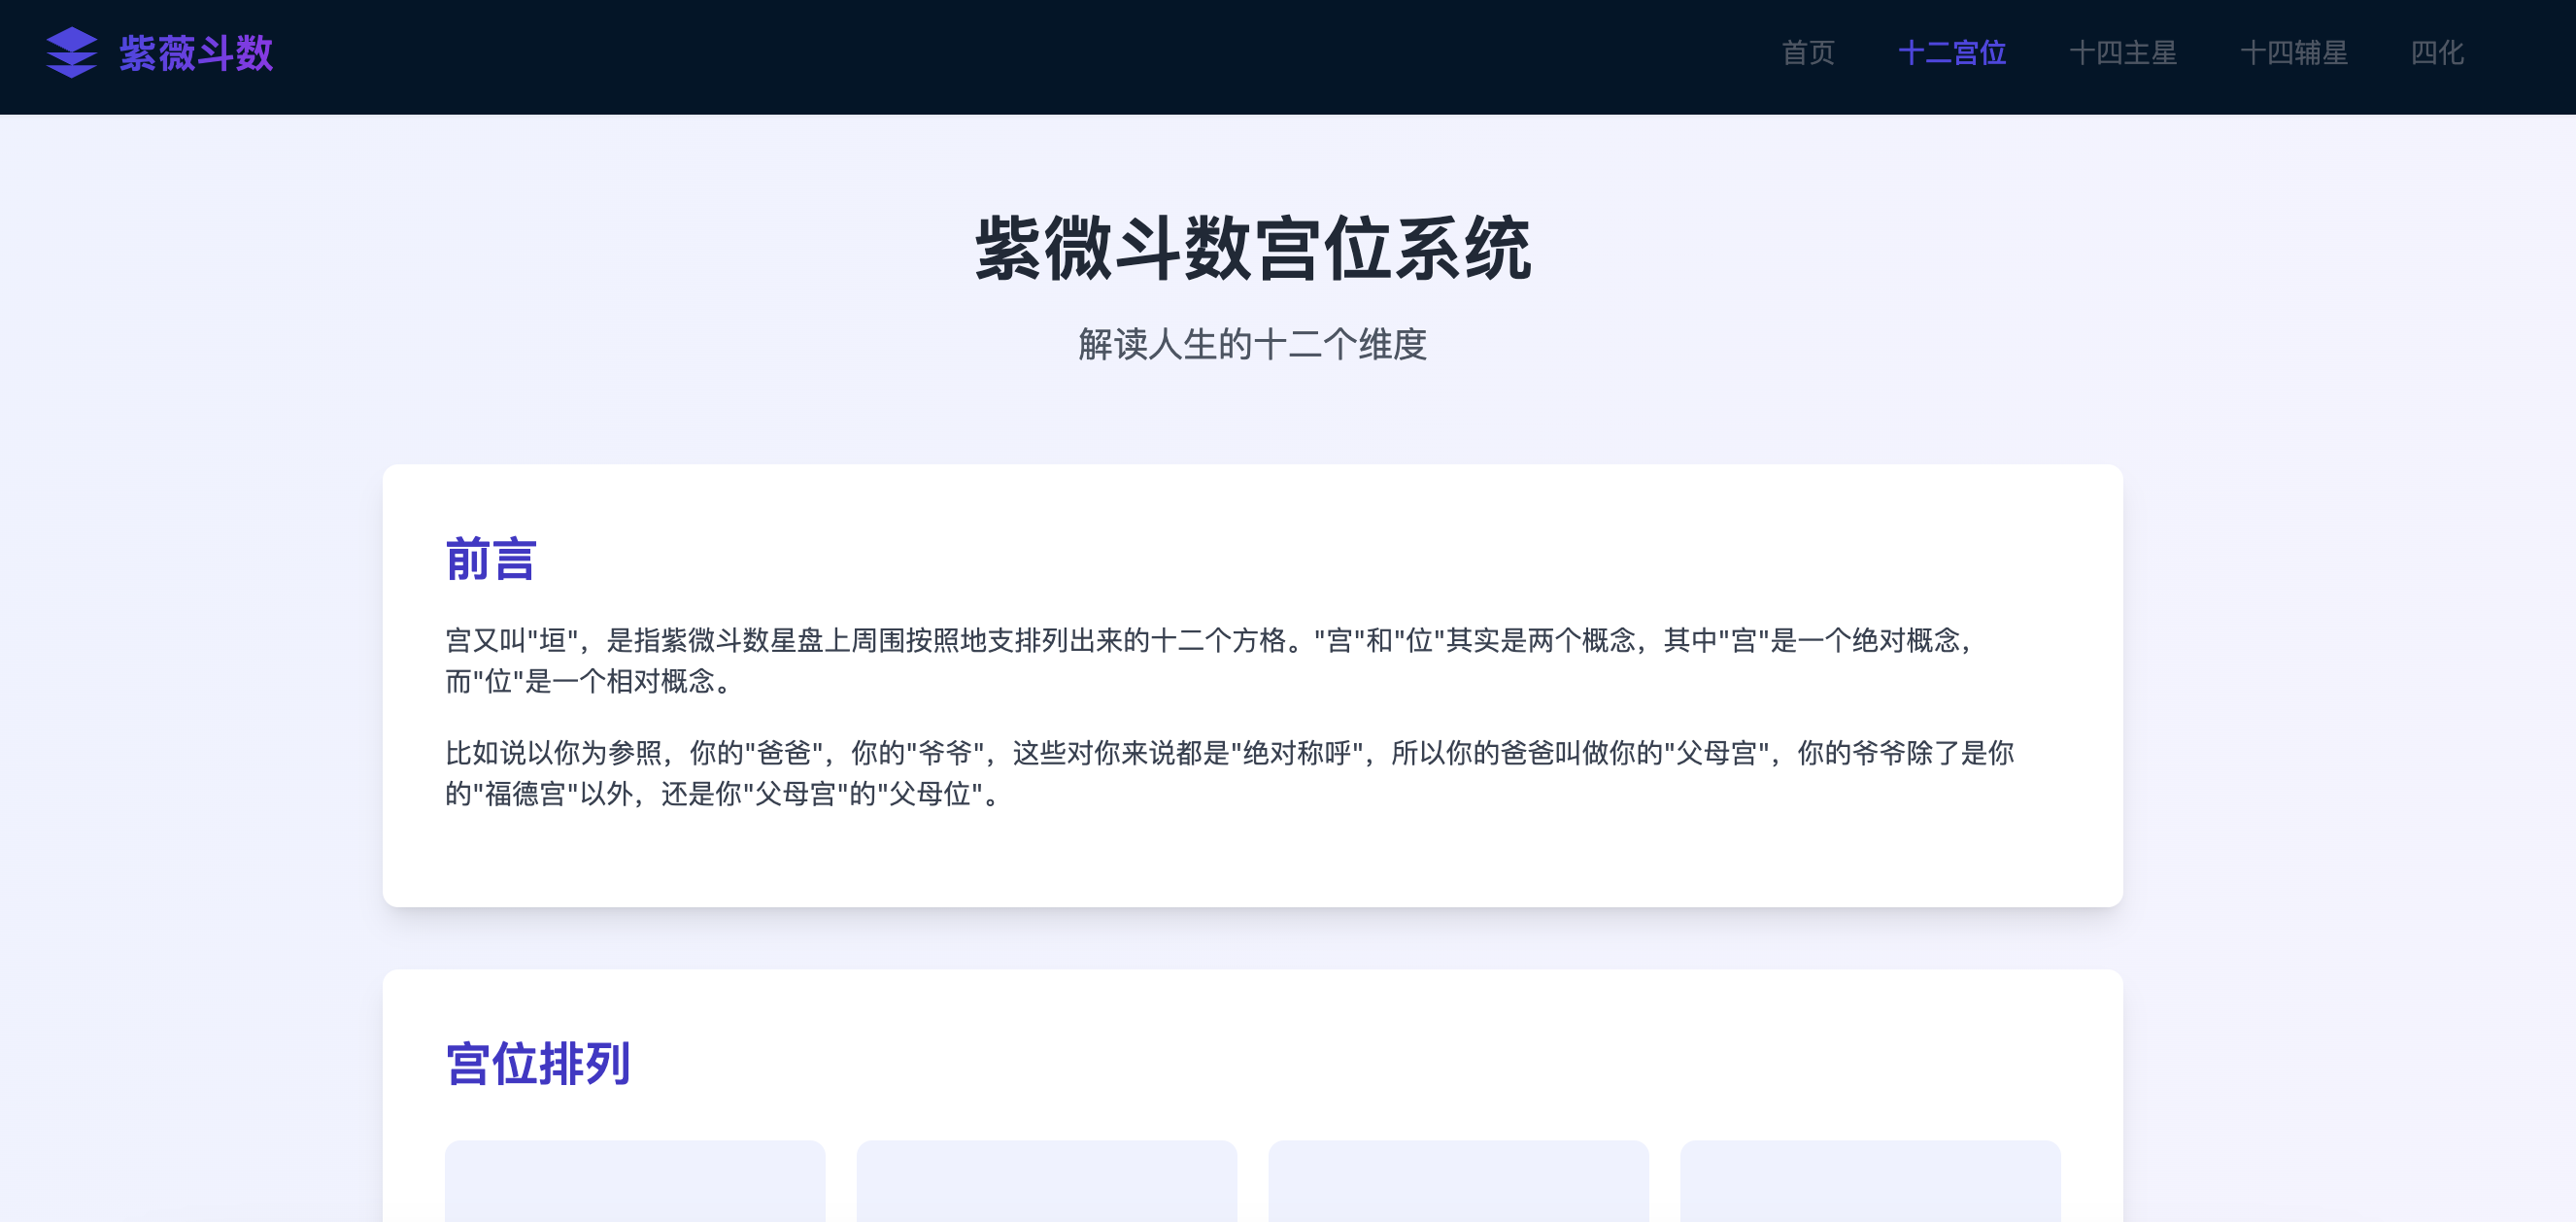 紫薇斗数
首页 十二宫位 十四主星 十四辅星 四化
紫微斗数宫位系统
解读人生的十二个维度
前言
宫又叫"垣"，是指紫微斗数星盘上周围按照地支排列出来的十二个方格。"宫"和"位"其实是两个概念，其中"宫"是一个绝对概念，
而"位"是一个相对概念。
比如说以你为参照，你的"爸爸"，你的"爷爷"，这些对你来说都是"绝对称呼"，所以你的爸爸叫做你的"父母宫"，你的爷爷除了是你
的"福德宫"以外，还是你"父母宫"的"父母位"。
宫位排列